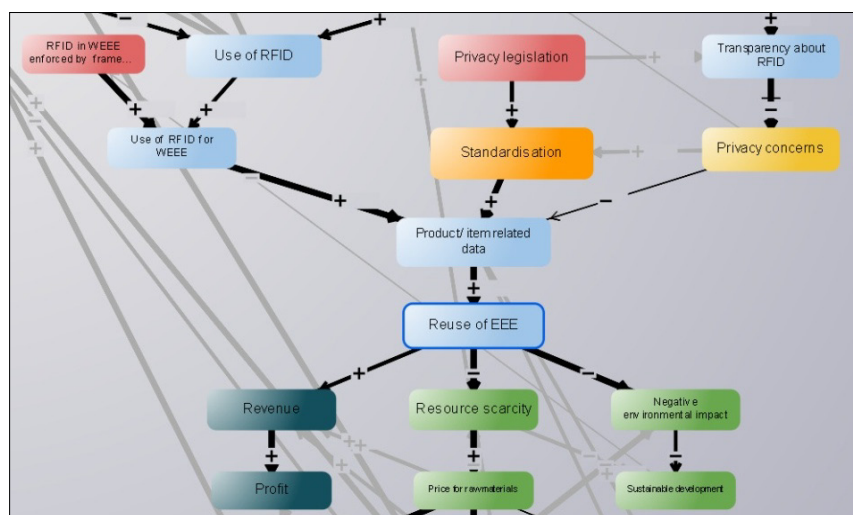 RFID in WEEE
enforced by frame...
Use of RFID
Privacy legislation
Transparency about
RFID
Use of RFID for
WEEE
Standardisation
Privacy concerns
Product/ item related
data
Reuse of EEE
Revenue
Resource scarcity
Negative
environmental impact
Profit
Price for rawmaterials
Sustainable development